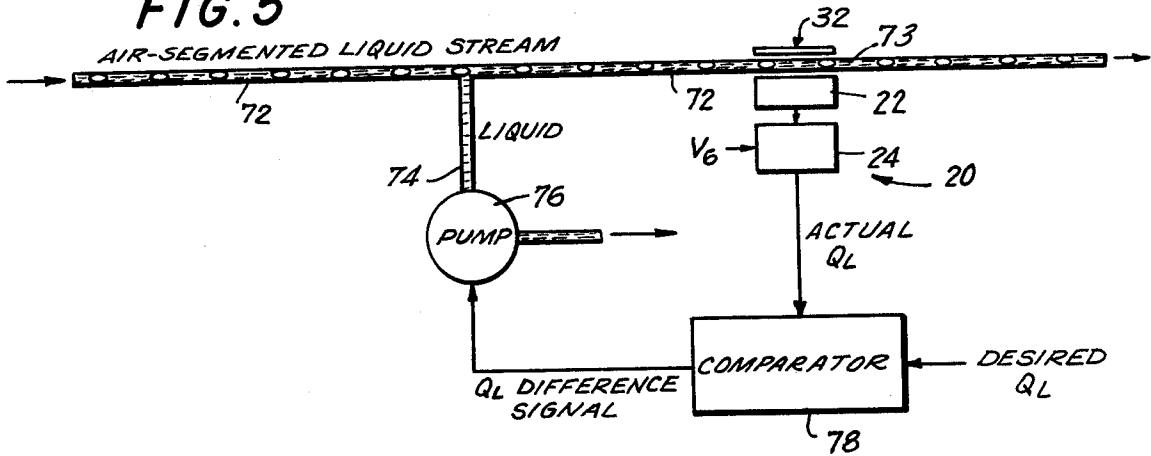 FIG. 5
AIR-SEGMENTED LIQUID STREAM
32
73
72
72
22
LIQUID
V6
24
20
74
76
PUMP
ACTUAL
QL
COMPARATOR
DESIRED
QL
QL DIFFERENCE
SIGNAL
78